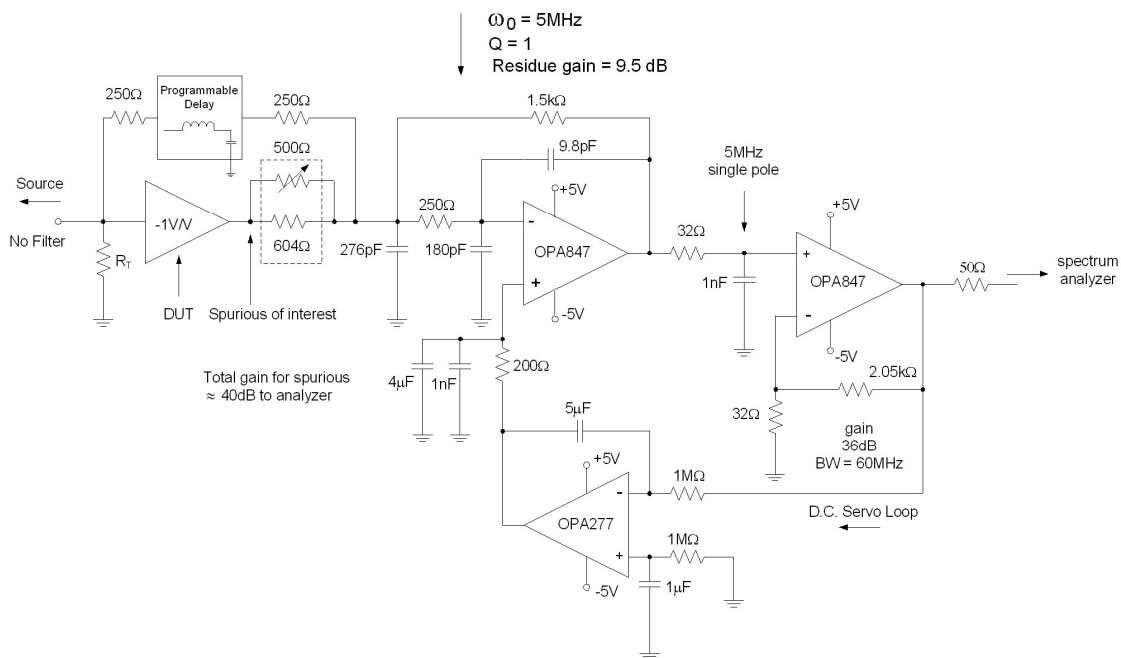 ω0 = 5MHz
Q = 1
Residue gain = 9.5 dB
250Ω
Programmable
Delay
250Ω
1.5kΩ
9.8pF
5MHz
single pole
500Ω
Source
No Filter
-1V/V
604Ω
250Ω
276pF
180pF
+5V
-
OPA847
+
-5V
32Ω
1nF
+5V
+
OPA847
-
-5V
50Ω
spectrum
analyzer
RT
DUT
Spurious of interest
Total gain for spurious
≈ 40dB to analyzer
4µF
1nF
200Ω
2.05kΩ
32Ω
gain
36dB
BW = 60MHz
5µF
+5V
-
OPA277
+
-5V
1MΩ
D.C. Servo Loop
1MΩ
1µF